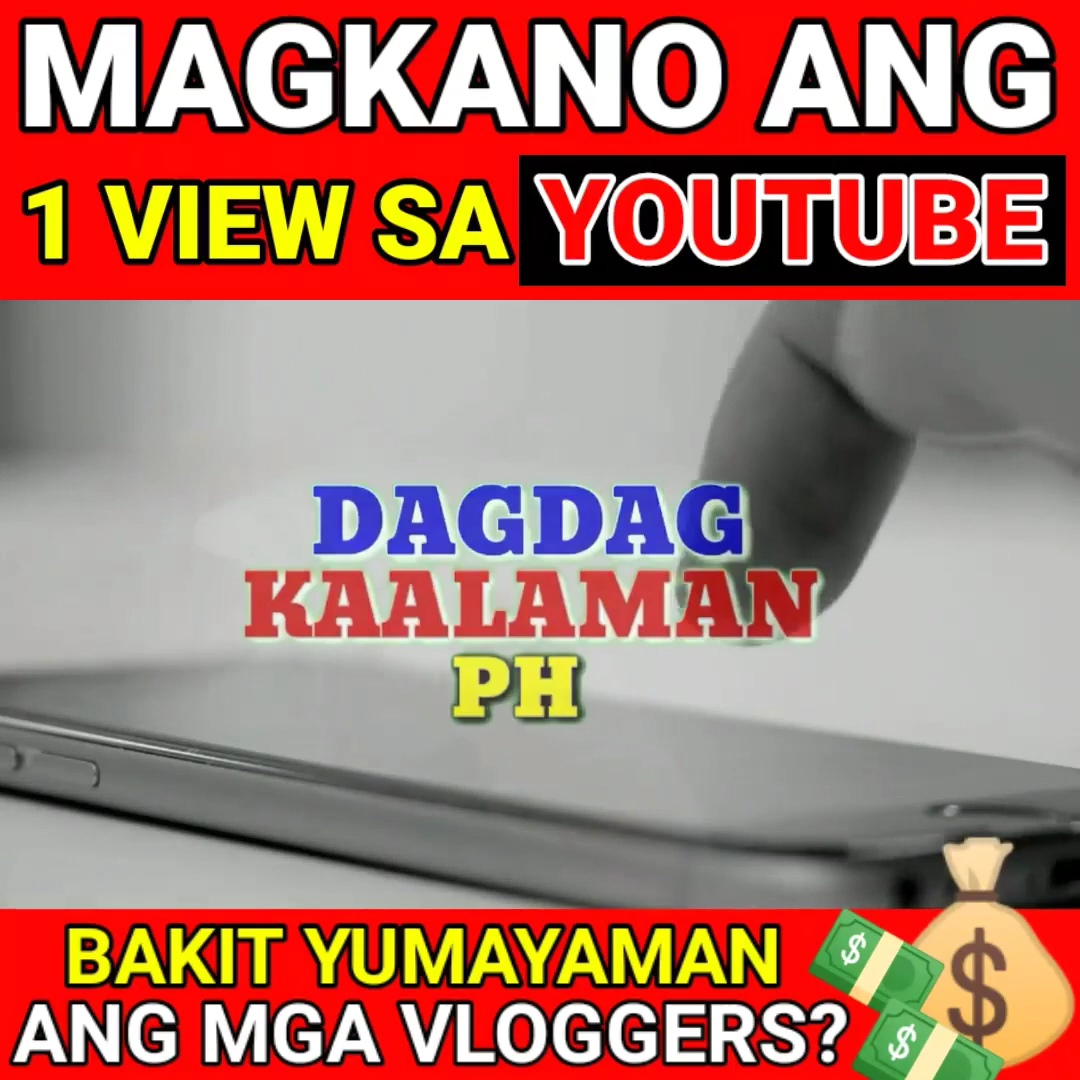 MAGKANO ANG
1 VIEW SA YOUTUBE
DAGDAG
KAALAMAN
PH
BAKIT YUMAYAMAN
ANG MGA VLOGGERS?
$
$
$